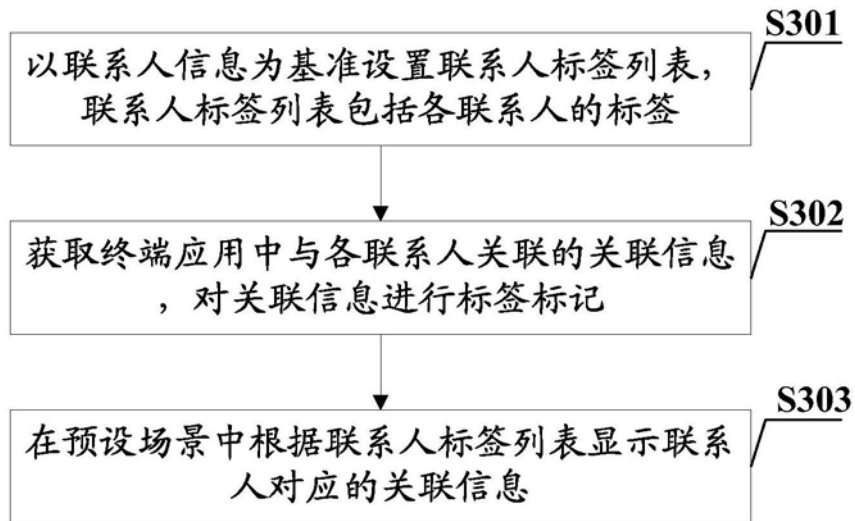 S301
以联系人信息为基准设置联系人标签列表，
联系人标签列表包括各联系人的标签
S302
获取终端应用中与各联系人关联的关联信息
，对关联信息进行标签标记
S303
在预设场景中根据联系人标签列表显示联系
人对应的关联信息